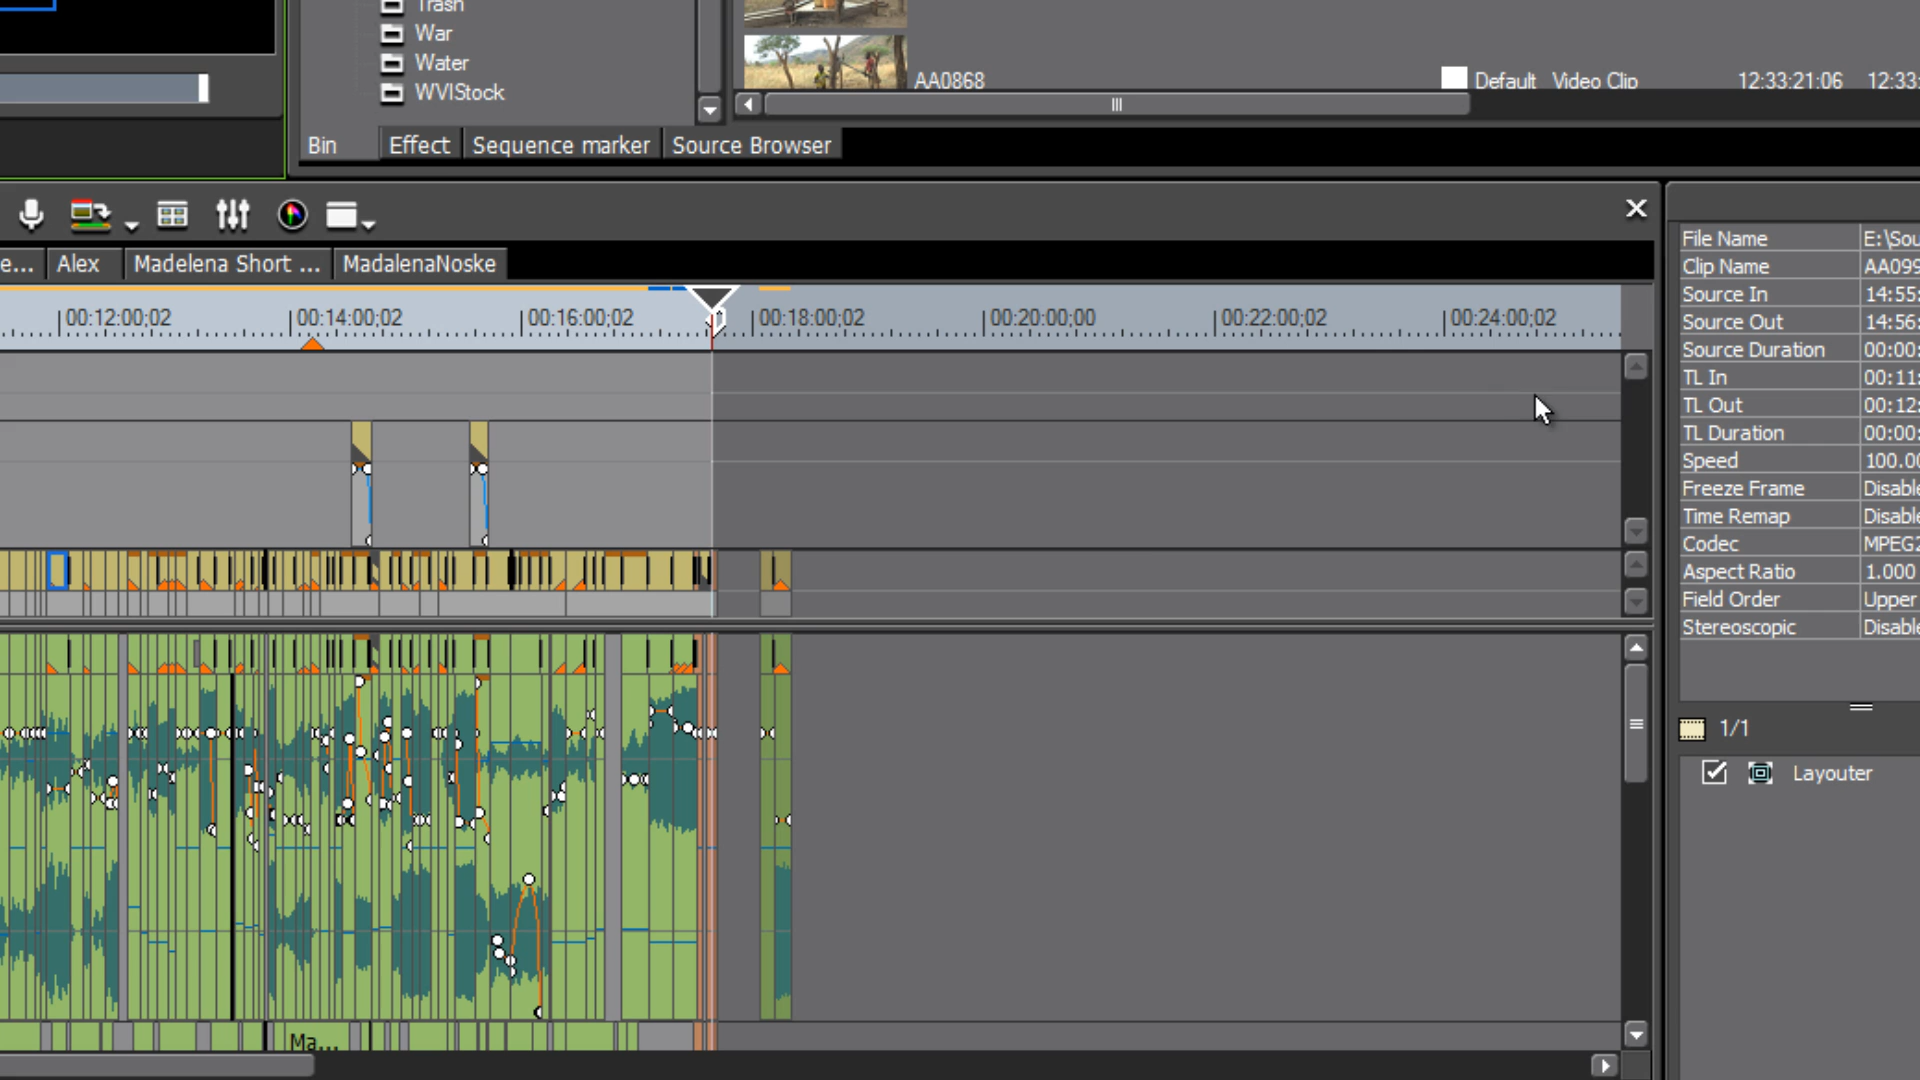 Trash
War
Water
WVIStock
AA0868 Default Video Clip 12:33:21:06 12:33:
Bin Effect Sequence marker Source Browser
e... Alex Madelena Short ... MadalenaNoske
00:12:00;02 00:14:00;02 00:16:00;02 00:18:00;02 00:20:00;00 00:22:00;02 00:24:00;02
Ma...
File Name E:\Sou
Clip Name AA099
Source In 14:55:
Source Out 14:56:
Source Duration 00:00:
TL In 00:11:
TL Out 00:12:
TL Duration 00:00:
Speed 100.00
Freeze Frame Disable
Time Remap Disable
Codec MPEG2
Aspect Ratio 1.000
Field Order Upper
Stereoscopic Disable
1/1
Layouter